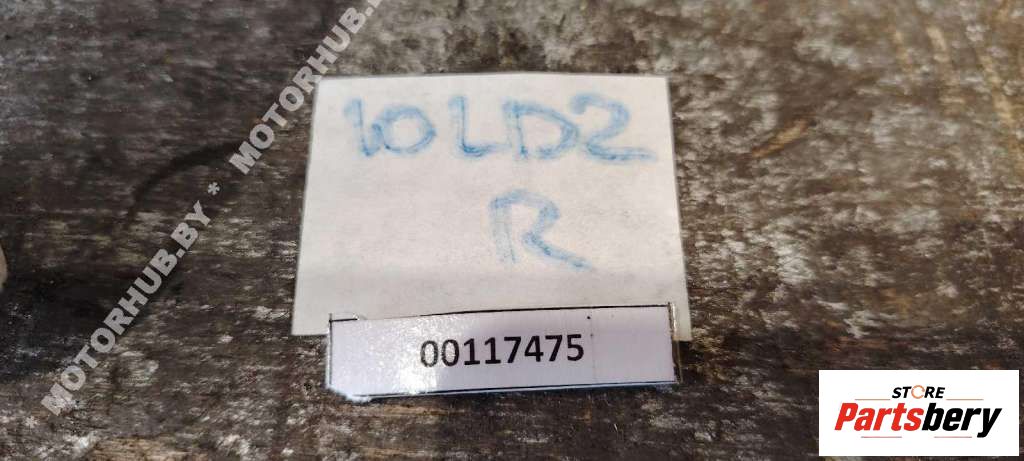 MOTORHUB.BY * MOTORHUB.BY
10LD2
R
00117475
STORE
Partsbery